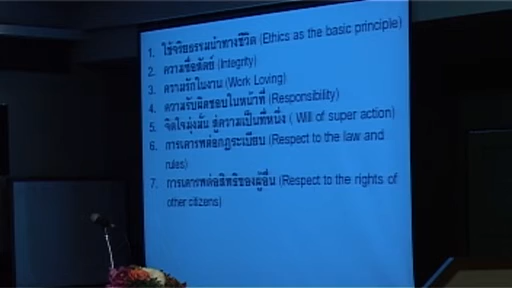 1. ใช้จริยธรรมนำทางชีวิต (Ethics as the basic principle)
2. ความซื่อสัตย์ (Integrity)
3. ความรักในงาน (Work Loving)
4. ความรับผิดชอบในหน้าที่ (Responsibility)
5. จิตใจมุ่งมั่น สู่ความเป็นที่หนึ่ง ( Will of super action)
6. การเคารพต่อกฎระเบียบ (Respect to the law and
rules)
7. การเคารพต่อสิทธิของผู้อื่น (Respect to the rights of
other citizens)